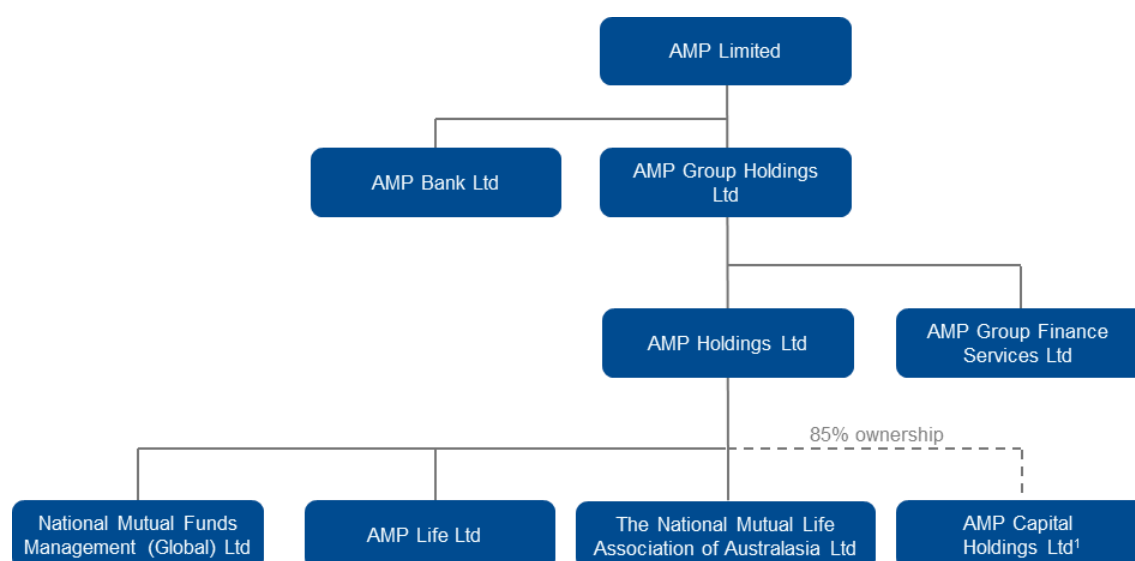 AMP Limited
AMP Bank Ltd
AMP Group Holdings
Ltd
AMP Holdings Ltd
AMP Group Finance
Services Ltd
85% ownership
National Mutual Funds
Management (Global) Ltd
AMP Life Ltd
The National Mutual Life
Association of Australasia Ltd
AMP Capital
Holdings Ltd¹